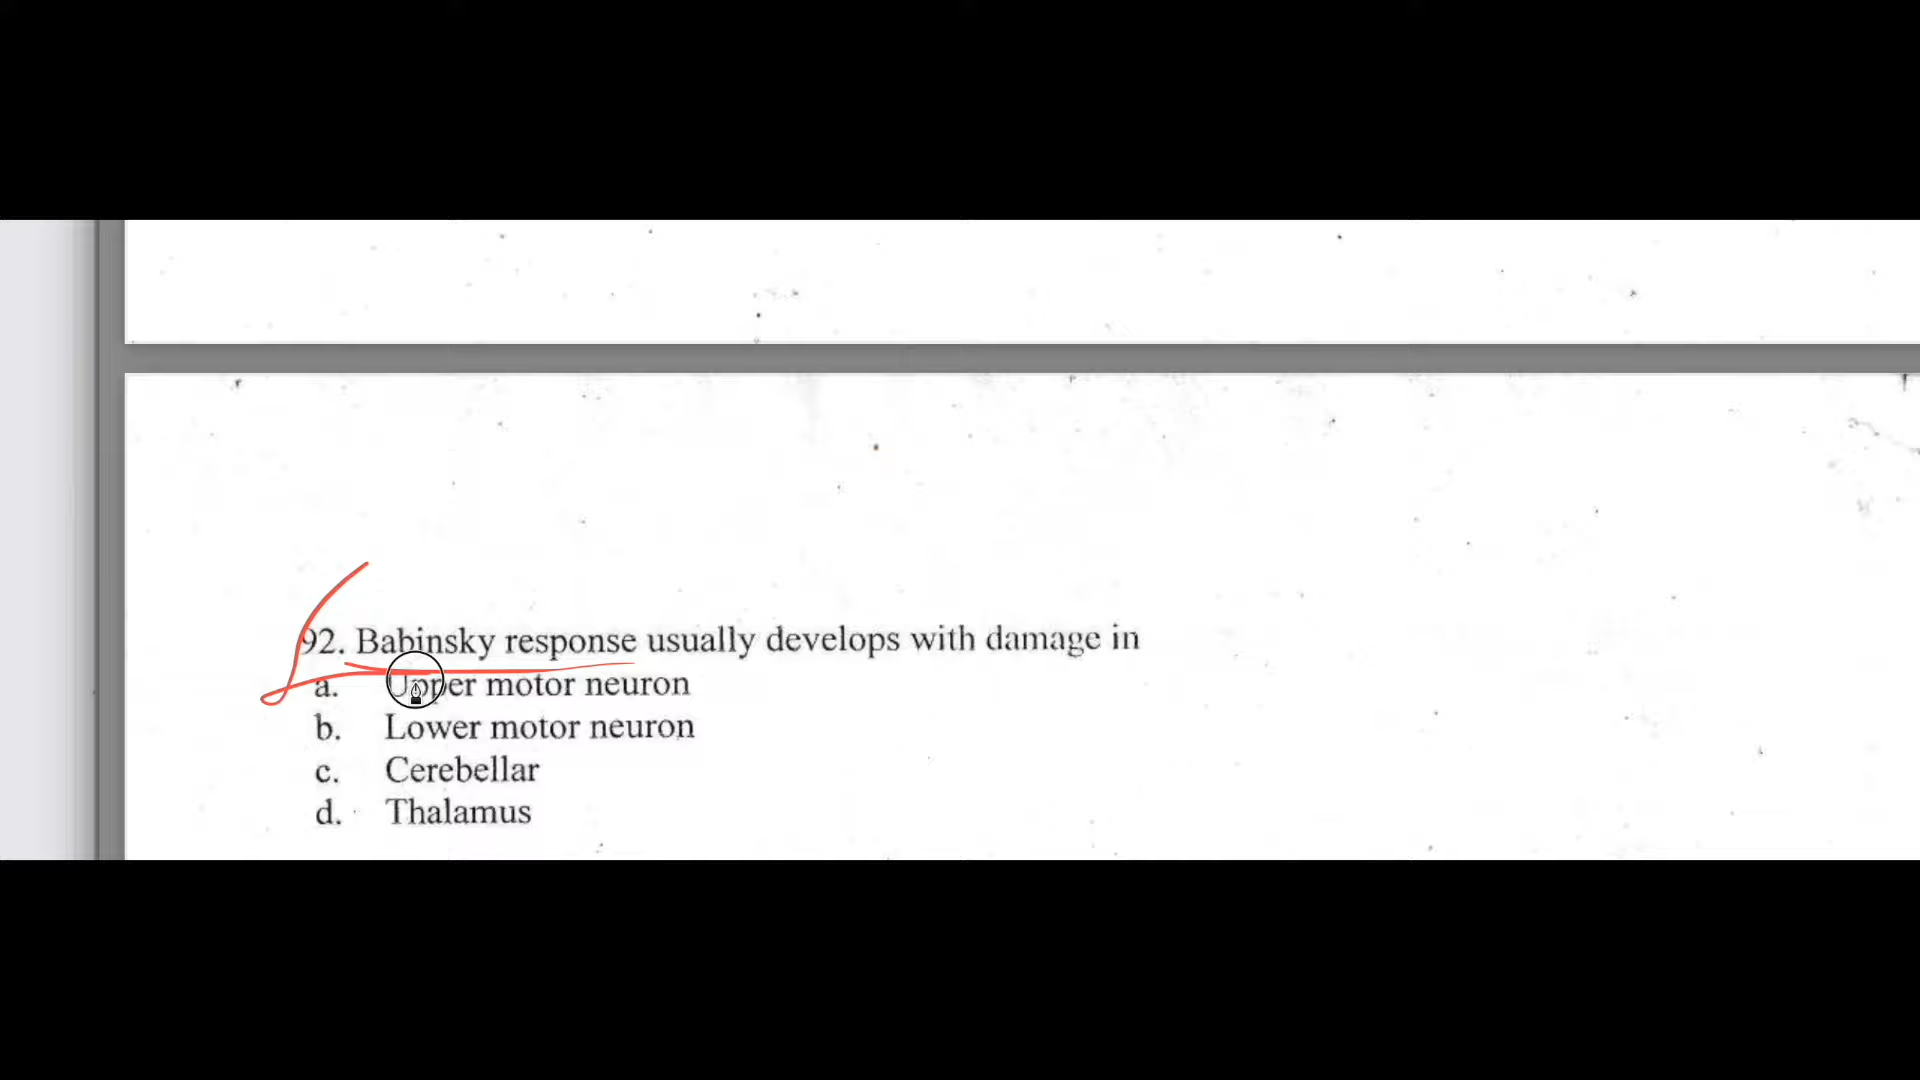 92. Babinsky response usually develops with damage in
a. Upper motor neuron
b. Lower motor neuron
c. Cerebellar
d. Thalamus